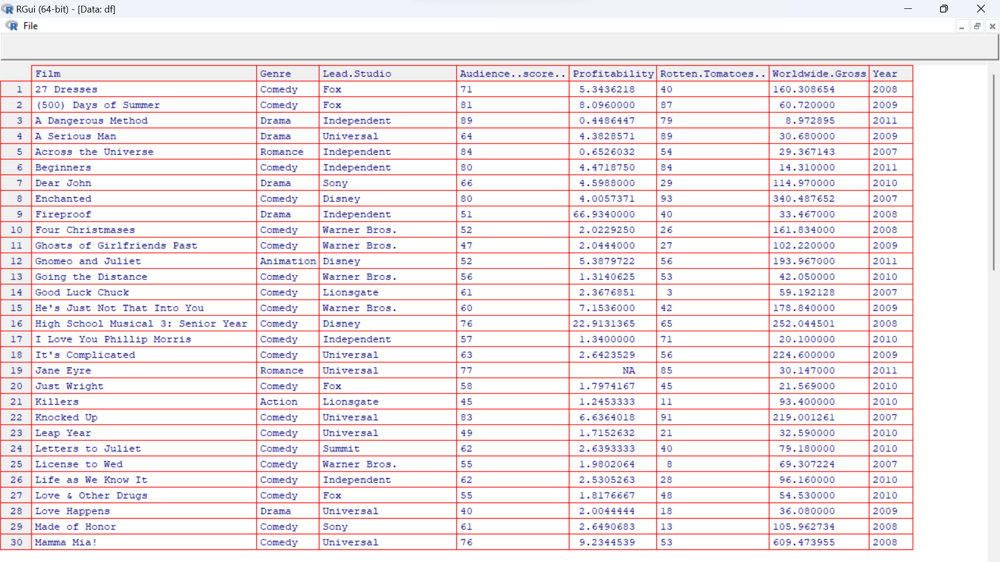 RGui (64-bit) - [Data: df]
File
Film Genre Lead.Studio Audience..score.. Profitability Rotten.Tomatoes.. Worldwide.Gross Year
1 27 Dresses Comedy Fox 71 5.3436218 40 160.308654 2008
2 (500) Days of Summer Comedy Fox 81 8.0960000 87 60.720000 2009
3 A Dangerous Method Drama Independent 89 0.4486447 79 8.972895 2011
4 A Serious Man Drama Universal 64 4.3828571 89 30.680000 2009
5 Across the Universe Romance Independent 84 0.6526032 54 29.367143 2007
6 Beginners Comedy Independent 80 4.4718750 84 14.310000 2011
7 Dear John Drama Sony 66 4.5988000 29 114.970000 2010
8 Enchanted Comedy Disney 80 4.0057371 93 340.487652 2007
9 Fireproof Drama Independent 51 66.9340000 40 33.467000 2008
10 Four Christmases Comedy Warner Bros. 52 2.0229250 26 161.834000 2008
11 Ghosts of Girlfriends Past Comedy Warner Bros. 47 2.0444000 27 102.220000 2009
12 Gnomeo and Juliet Animation Disney 52 5.3879722 56 193.967000 2011
13 Going the Distance Comedy Warner Bros. 56 1.3140625 53 42.050000 2010
14 Good Luck Chuck Comedy Lionsgate 61 2.3676851 3 59.192128 2007
15 He's Just Not That Into You Comedy Warner Bros. 60 7.1536000 42 178.840000 2009
16 High School Musical 3: Senior Year Comedy Disney 76 22.9131365 65 252.044501 2008
17 I Love You Phillip Morris Comedy Independent 57 1.3400000 71 20.100000 2010
18 It's Complicated Comedy Universal 63 2.6423529 56 224.600000 2009
19 Jane Eyre Romance Universal 77 NA 85 30.147000 2011
20 Just Wright Comedy Fox 58 1.7974167 45 21.569000 2010
21 Killers Action Lionsgate 45 1.2453333 11 93.400000 2010
22 Knocked Up Comedy Universal 83 6.6364018 91 219.001261 2007
23 Leap Year Comedy Universal 49 1.7152632 21 32.590000 2010
24 Letters to Juliet Comedy Summit 62 2.6393333 40 79.180000 2010
25 License to Wed Comedy Warner Bros. 55 1.9802064 8 69.307224 2007
26 Life as We Know It Comedy Independent 62 2.5305263 28 96.160000 2010
27 Love & Other Drugs Comedy Fox 55 1.8176667 48 54.530000 2010
28 Love Happens Drama Universal 40 2.0044444 18 36.080000 2009
29 Made of Honor Comedy Sony 61 2.6490683 13 105.962734 2008
30 Mamma Mia! Comedy Universal 76 9.2344539 53 609.473955 2008